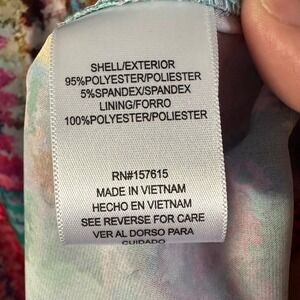 SHELL/EXTERIOR
95%POLYESTER/POLIESTER
5%SPANDEX/SPANDEX
LINING/FORRO
100%POLYESTER/POLIESTER
RN#157615
MADE IN VIETNAM
HECHO EN VIETNAM
SEE REVERSE FOR CARE
VER AL DORSO PARA
CUIDADO